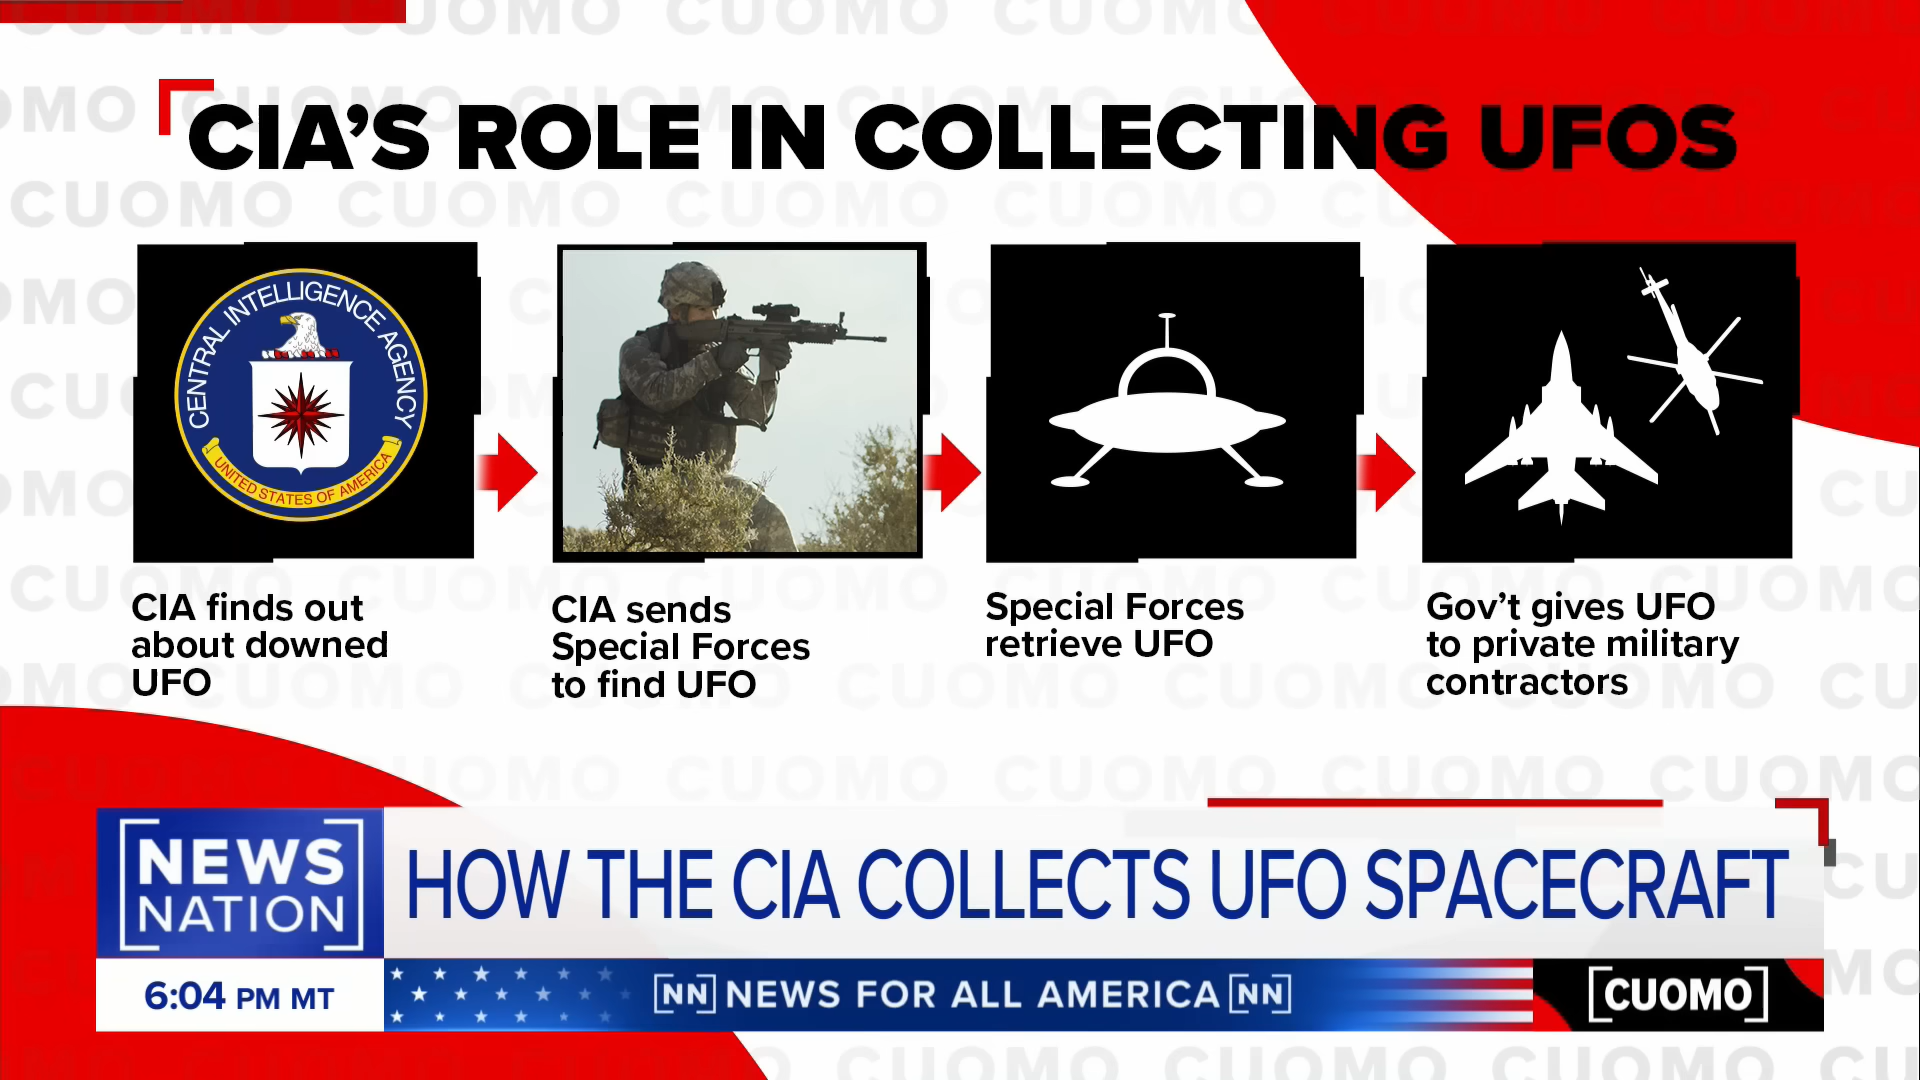 CIA'S ROLE IN COLLECTING UFOS
CENTRAL INTELLIGENCE AGENCY
UNITED STATES OF AMERICA
CIA finds out
about downed
UFO
CIA sends
Special Forces
to find UFO
Special Forces
retrieve UFO
Gov't gives UFO
to private military
contractors
NEWS
NATION
HOW THE CIA COLLECTS UFO SPACECRAFT
6:04 PM MT
NN NEWS FOR ALL AMERICA NN
CUOMO